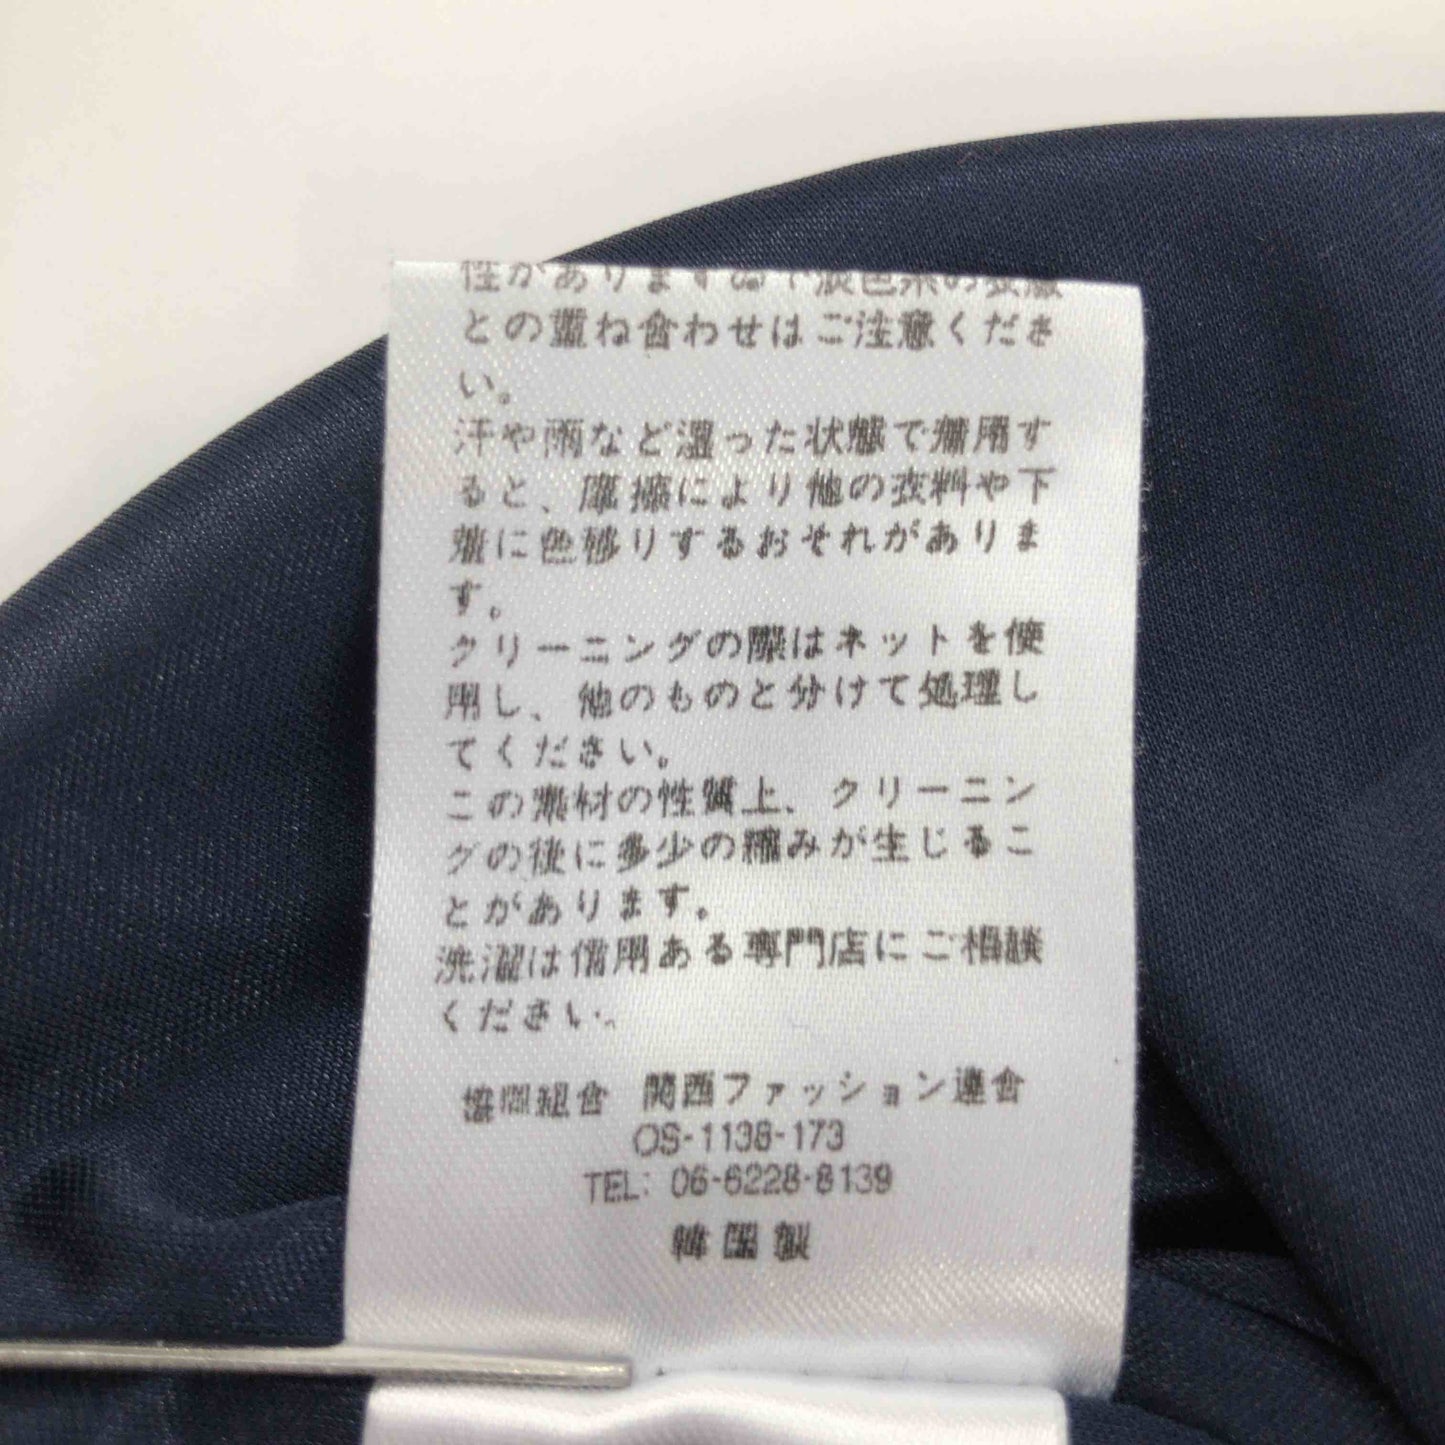 性がありますので淡色系の衣服
との重ね合わせはご注意くださ
い。
汗や雨など湿った状態で着用す
ると、摩擦により他の衣料や下
着に色移りするおそれがありま
す。
クリーニングの際はネットを使
用し、他のものと分けて処理し
てください。
この素材の性質上、クリーニン
グの後に多少の縮みが生じるこ
とがあります。
洗濯は信用ある専門店にご相談
ください。
協同組合 関西ファッション連合
OS-1138-173
TEL: 06-6228-8139
韓国製